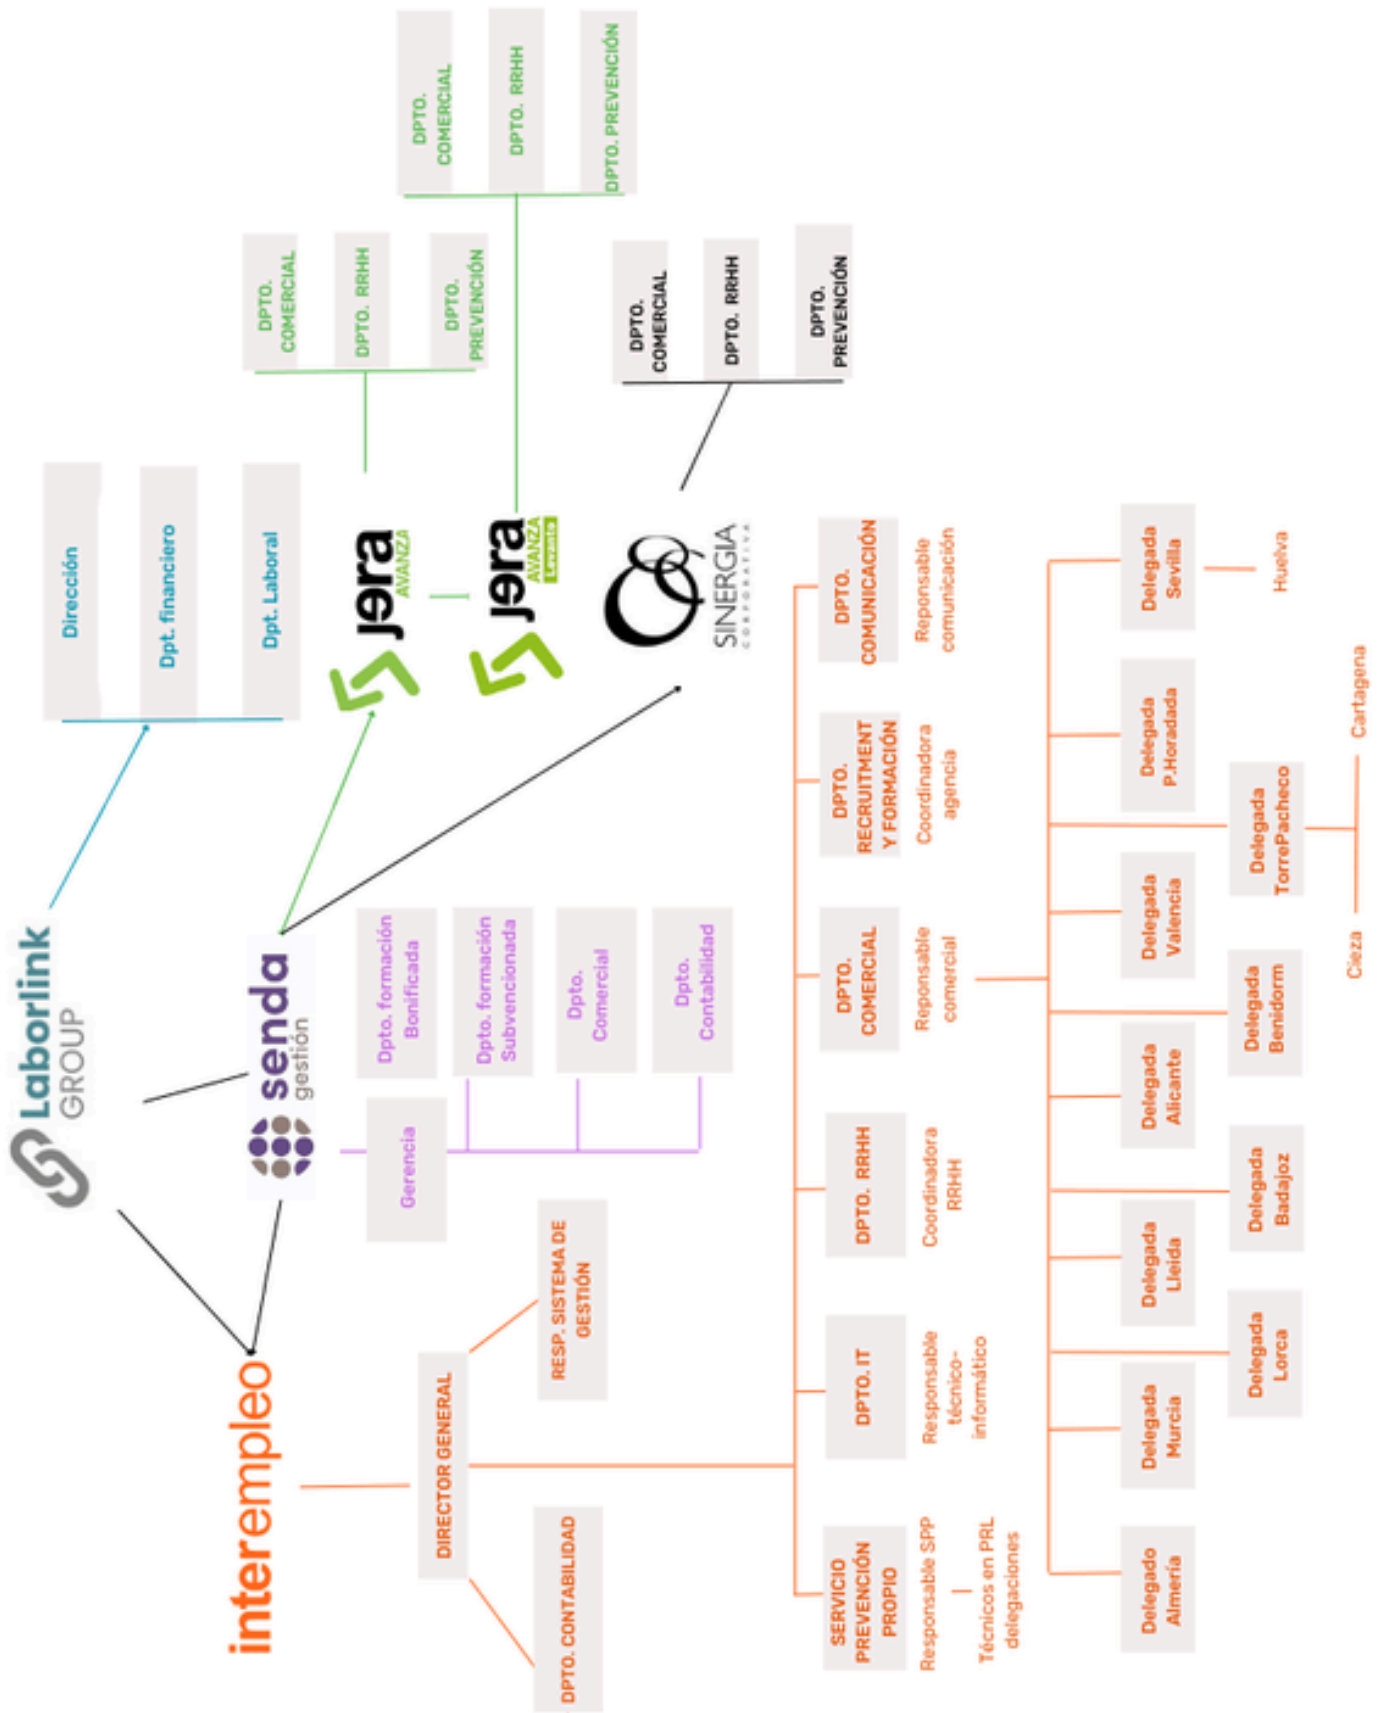 Laborlink
GROUP
Dirección
Dpt. financiero
Dpt. Laboral
interempleo
senda
gestión
jera
AVANZA
DPTO.
COMERCIAL
DPTO. RRHH
DPTO.
PREVENCIÓN
jera
AVANZA
Levante
DPTO.
COMERCIAL
DPTO. RRHH
DPTO. PREVENCIÓN
SINERGIA
CORPORATIVA
DPTO.
COMERCIAL
DPTO. RRHH
DPTO.
PREVENCIÓN
Gerencia
Dpto. formación
Bonificada
Dpto. formación
Subvencionada
Dpto.
Comercial
Dpto.
Contabilidad
DIRECTOR GENERAL
DPTO. CONTABILIDAD
RESP. SISTEMA DE
GESTIÓN
SERVICIO
PREVENCIÓN
PROPIO
Responsable SPP
Técnicos en PRL
delegaciones
DPTO. IT
Responsable
técnico-
informático
DPTO. RRHH
Coordinadora
RRHH
DPTO.
COMERCIAL
Reponsable
comercial
DPTO.
RECRUITMENT
Y FORMACIÓN
Coordinadora
agencia
DPTO.
COMUNICACIÓN
Reponsable
comunicación
Delegado
Almería
Delegada
Murcia
Delegada
Lleida
Delegada
Alicante
Delegada
Valencia
Delegada
P.Horadada
Delegada
Sevilla
Delegada
Lorca
Delegada
Badajoz
Delegada
Benidorm
Delegada
TorrePacheco
Huelva
Cieza
Cartagena